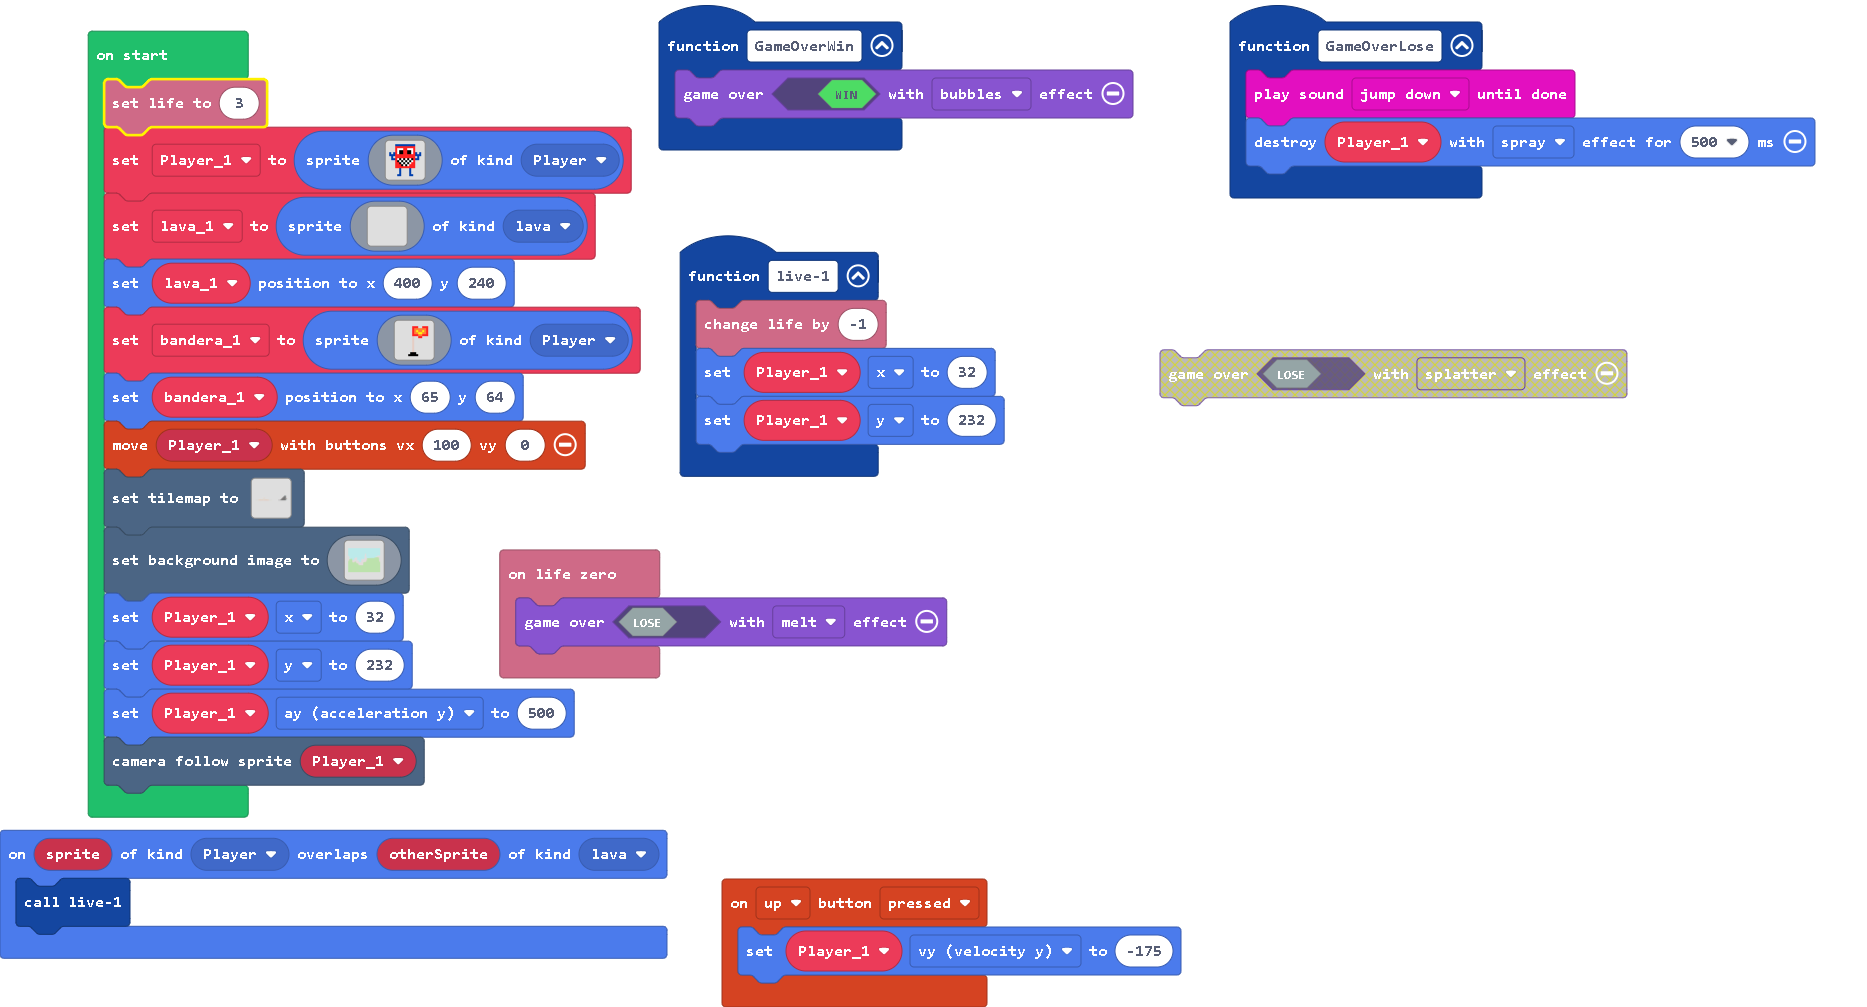 on start
set life to 3
set Player_1 to sprite of kind Player
set lava_1 to sprite of kind lava
set lava_1 position to x 400 y 240
set bandera_1 to sprite of kind Player
set bandera_1 position to x 65 y 64
move Player_1 with buttons vx 100 vy 0
set tilemap to
set background image to
set Player_1 x to 32
set Player_1 y to 232
set Player_1 ay (acceleration y) to 500
camera follow sprite Player_1
function GameOverWin
game over WIN with bubbles effect
function GameOverLose
play sound jump down until done
destroy Player_1 with spray effect for 500 ms
function live-1
change life by -1
set Player_1 x to 32
set Player_1 y to 232
game over LOSE with splatter effect
on life zero
game over LOSE with melt effect
on sprite of kind Player overlaps otherSprite of kind lava
call live-1
on up button pressed
set Player_1 vy (velocity y) to -175